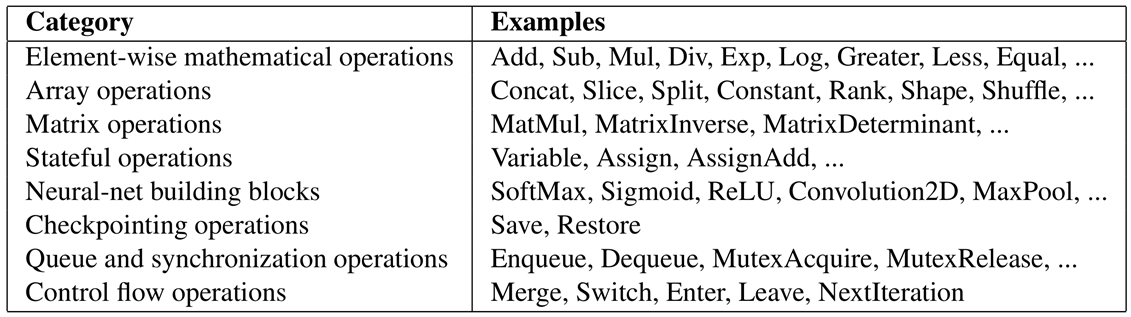 Category Examples
Element-wise mathematical operations Add, Sub, Mul, Div, Exp, Log, Greater, Less, Equal, ...
Array operations Concat, Slice, Split, Constant, Rank, Shape, Shuffle, ...
Matrix operations MatMul, MatrixInverse, MatrixDeterminant, ...
Stateful operations Variable, Assign, AssignAdd, ...
Neural-net building blocks SoftMax, Sigmoid, ReLU, Convolution2D, MaxPool, ...
Checkpointing operations Save, Restore
Queue and synchronization operations Enqueue, Dequeue, MutexAcquire, MutexRelease, ...
Control flow operations Merge, Switch, Enter, Leave, NextIteration